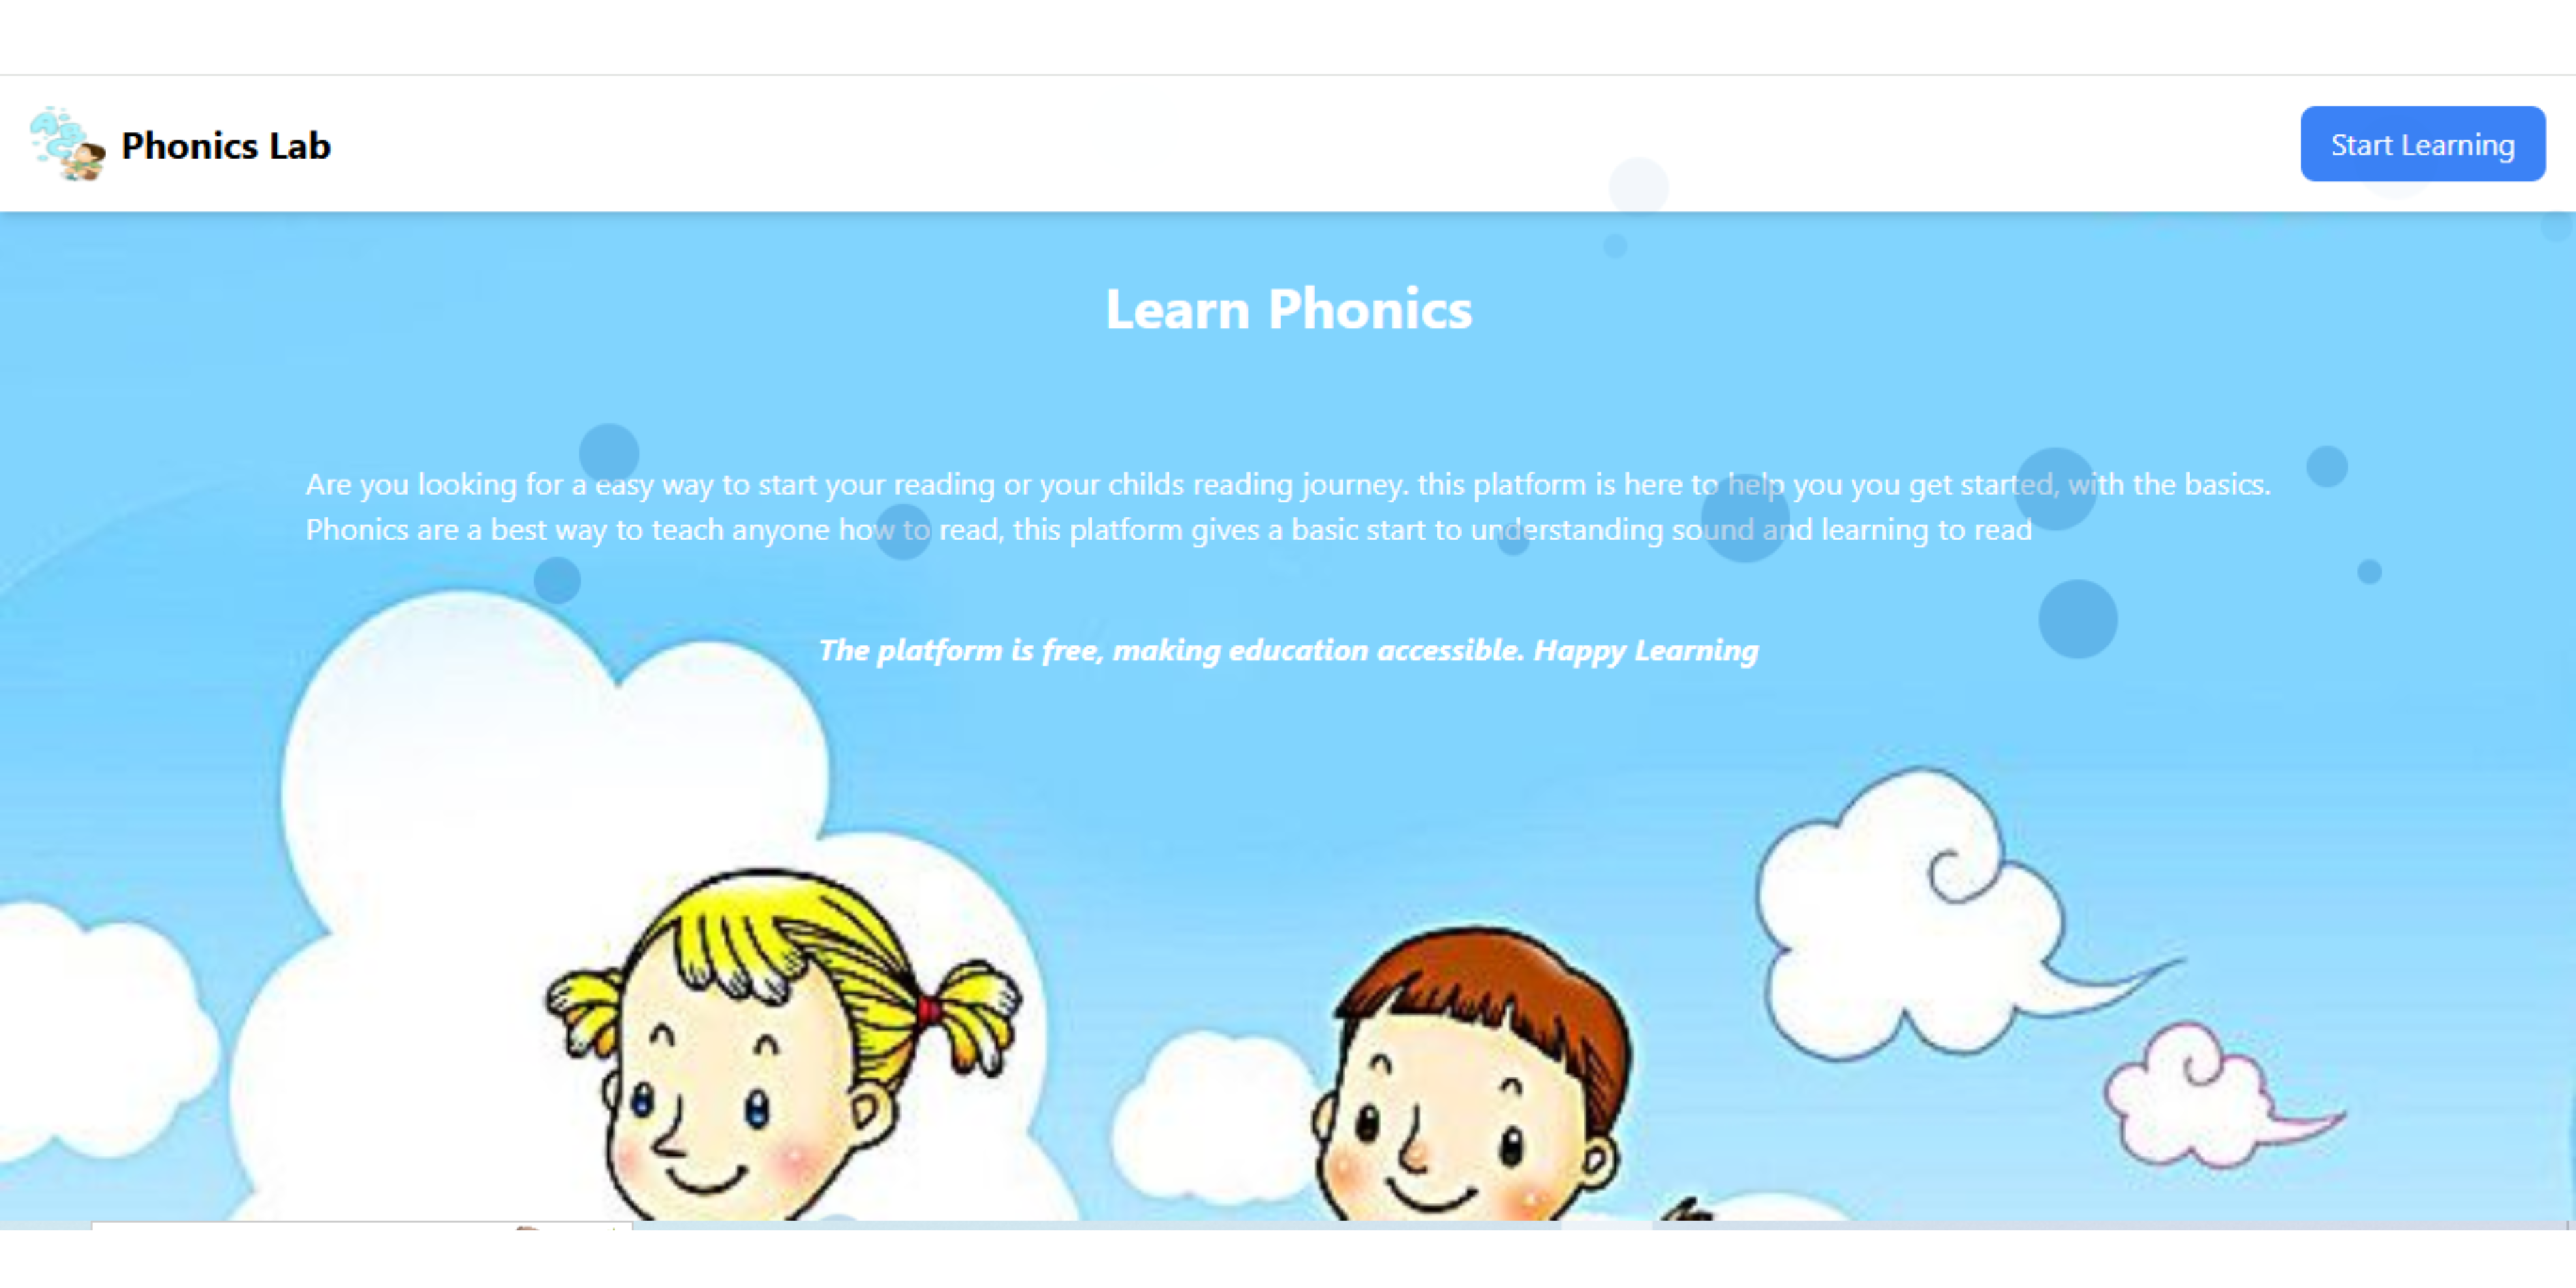 Phonics Lab
Start Learning
Learn Phonics
Are you looking for a easy way to start your reading or your childs reading journey. this platform is here to help you you get started, with the basics.
Phonics are a best way to teach anyone how to read, this platform gives a basic start to understanding sound and learning to read
The platform is free, making education accessible. Happy Learning